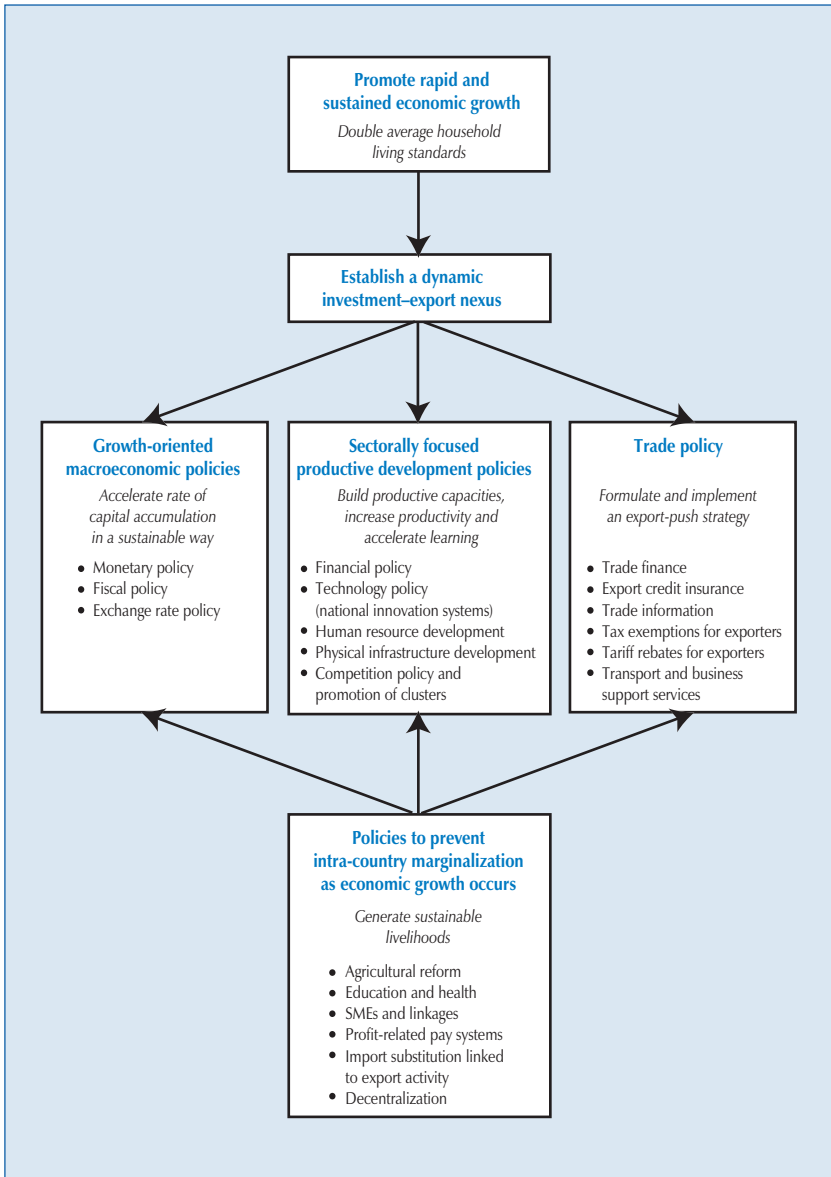 Promote rapid and
sustained economic growth
Double average household
living standards
Establish a dynamic
investment–export nexus
Growth-oriented
macroeconomic policies
Accelerate rate of
capital accumulation
in a sustainable way
• Monetary policy
• Fiscal policy
• Exchange rate policy
Sectorally focused
productive development policies
Build productive capacities,
increase productivity and
accelerate learning
• Financial policy
• Technology policy
(national innovation systems)
• Human resource development
• Physical infrastructure development
• Competition policy and
promotion of clusters
Trade policy
Formulate and implement
an export-push strategy
• Trade finance
• Export credit insurance
• Trade information
• Tax exemptions for exporters
• Tariff rebates for exporters
• Transport and business
support services
Policies to prevent
intra-country marginalization
as economic growth occurs
Generate sustainable
livelihoods
• Agricultural reform
• Education and health
• SMEs and linkages
• Profit-related pay systems
• Import substitution linked
to export activity
• Decentralization